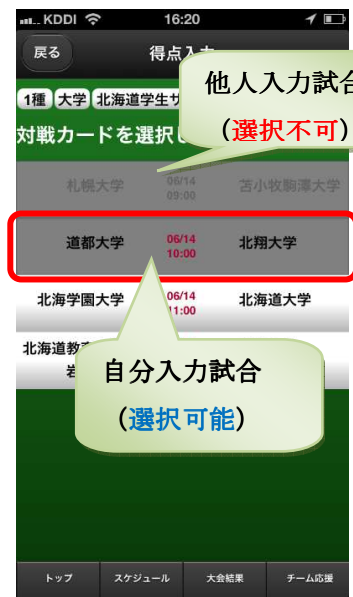 KDDI 16:20
戻る 得点入力
他人入力試合
(選択不可)
1種 大学 北海道学生サ
対戦カードを選択し
札幌大学 06/14 09:00 苫小牧駒澤大学
道都大学 06/14 10:00 北翔大学
北海学園大学 06/14 11:00 北海道大学
北海道教
岩
自分入力試合
(選択可能)
トップ スケジュール 大会結果 チーム応援